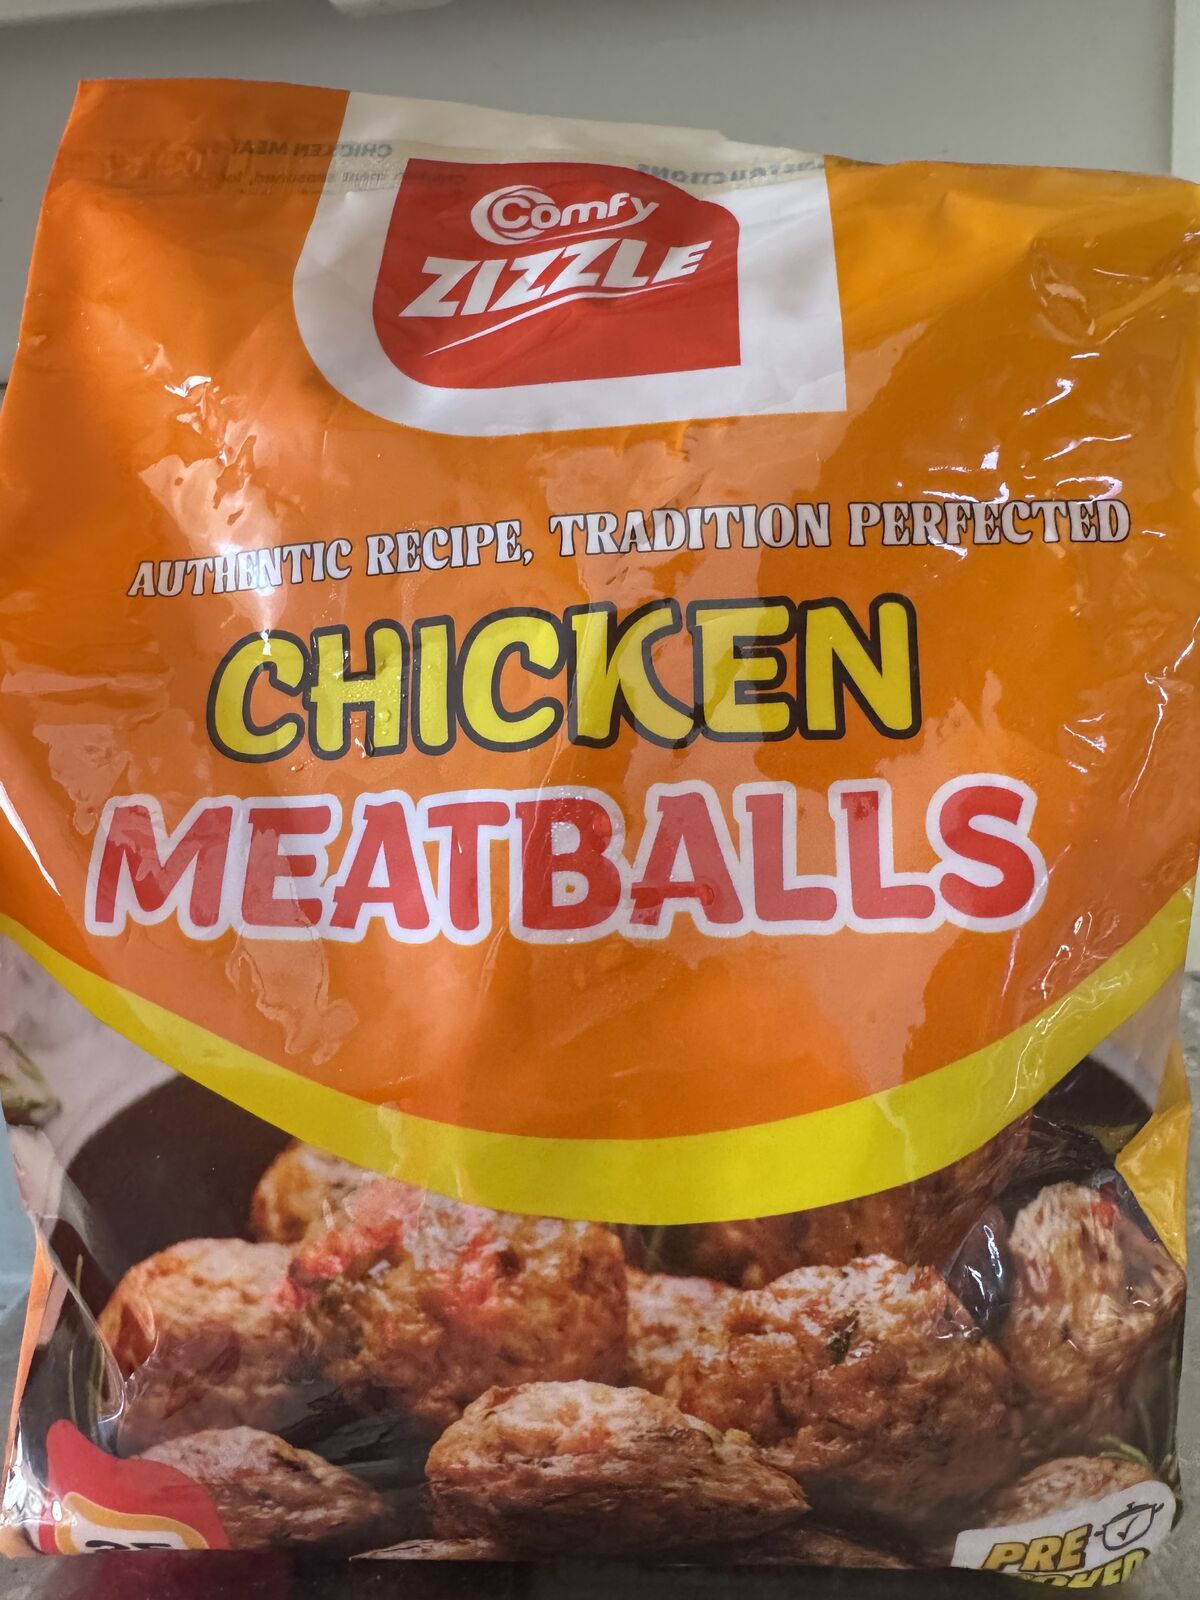 Comfy
ZIZZLE
AUTHENTIC RECIPE, TRADITION PERFECTED
CHICKEN
MEATBALLS
PRE